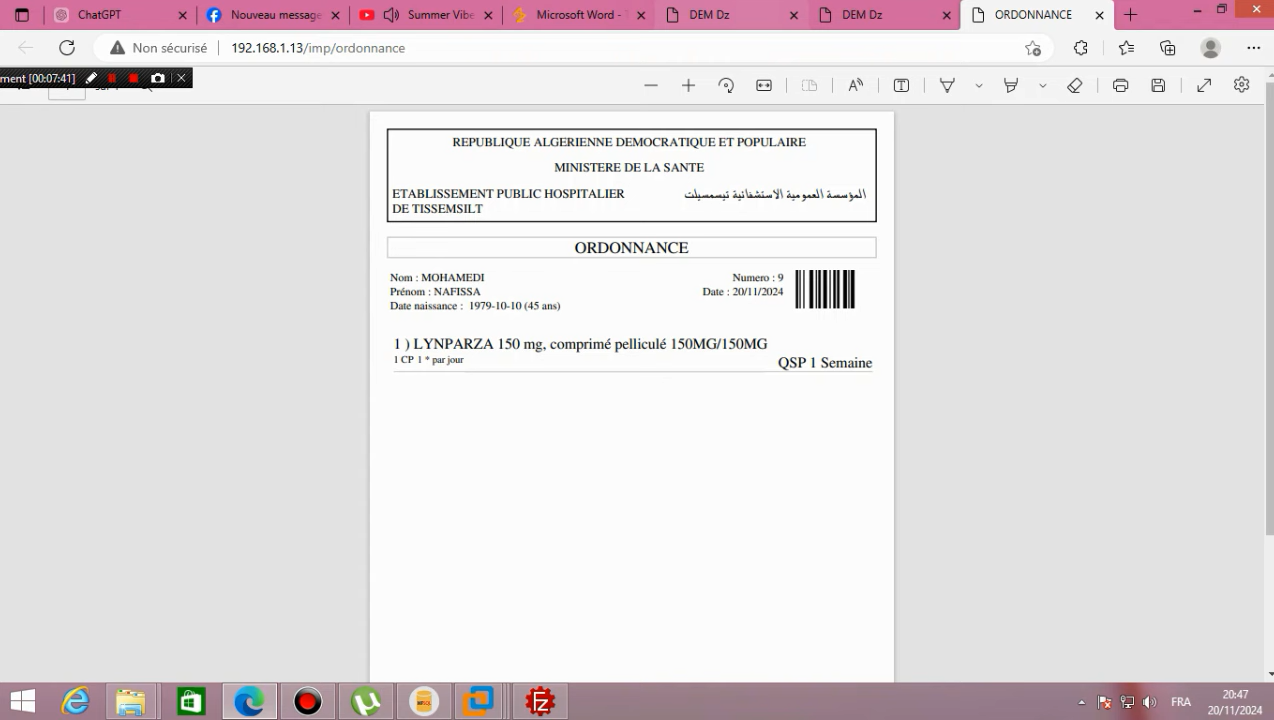 ChatGPT
Nouveau message
Summer Vibe
Microsoft Word -
DEM Dz
DEM Dz
ORDONNANCE
Non sécurisé
192.168.1.13/imp/ordonnance
ment [00:07:41]
REPUBLIQUE ALGERIENNE DEMOCRATIQUE ET POPULAIRE
MINISTERE DE LA SANTE
ETABLISSEMENT PUBLIC HOSPITALIER
DE TISSEMSILT
المؤسسة العمومية الاستشفائية تيسمسيلت
ORDONNANCE
Nom : MOHAMEDI
Prénom : NAFISSA
Date naissance : 1979-10-10 (45 ans)
Numero : 9
Date : 20/11/2024
1 ) LYNPARZA 150 mg, comprimé pelliculé 150MG/150MG
1 CP 1 * par jour
QSP 1 Semaine
FRA
20:47
20/11/2024